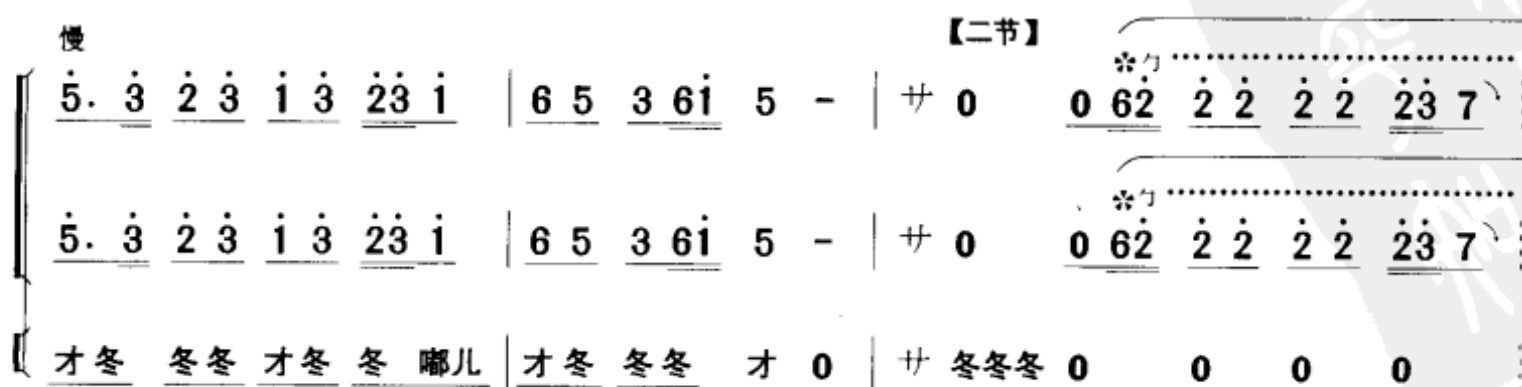 慢 【二节】
5. 3 2 3 1 3 23 1 | 6 5 3 61 5 - | サ 0 0 62 2 2 2 2 23 7
5. 3 2 3 1 3 23 1 | 6 5 3 61 5 - | サ 0 0 62 2 2 2 2 23 7
才冬 冬冬 才冬 冬 嘟儿 | 才冬 冬冬 才 0 | サ 冬冬冬 0 0 0 0